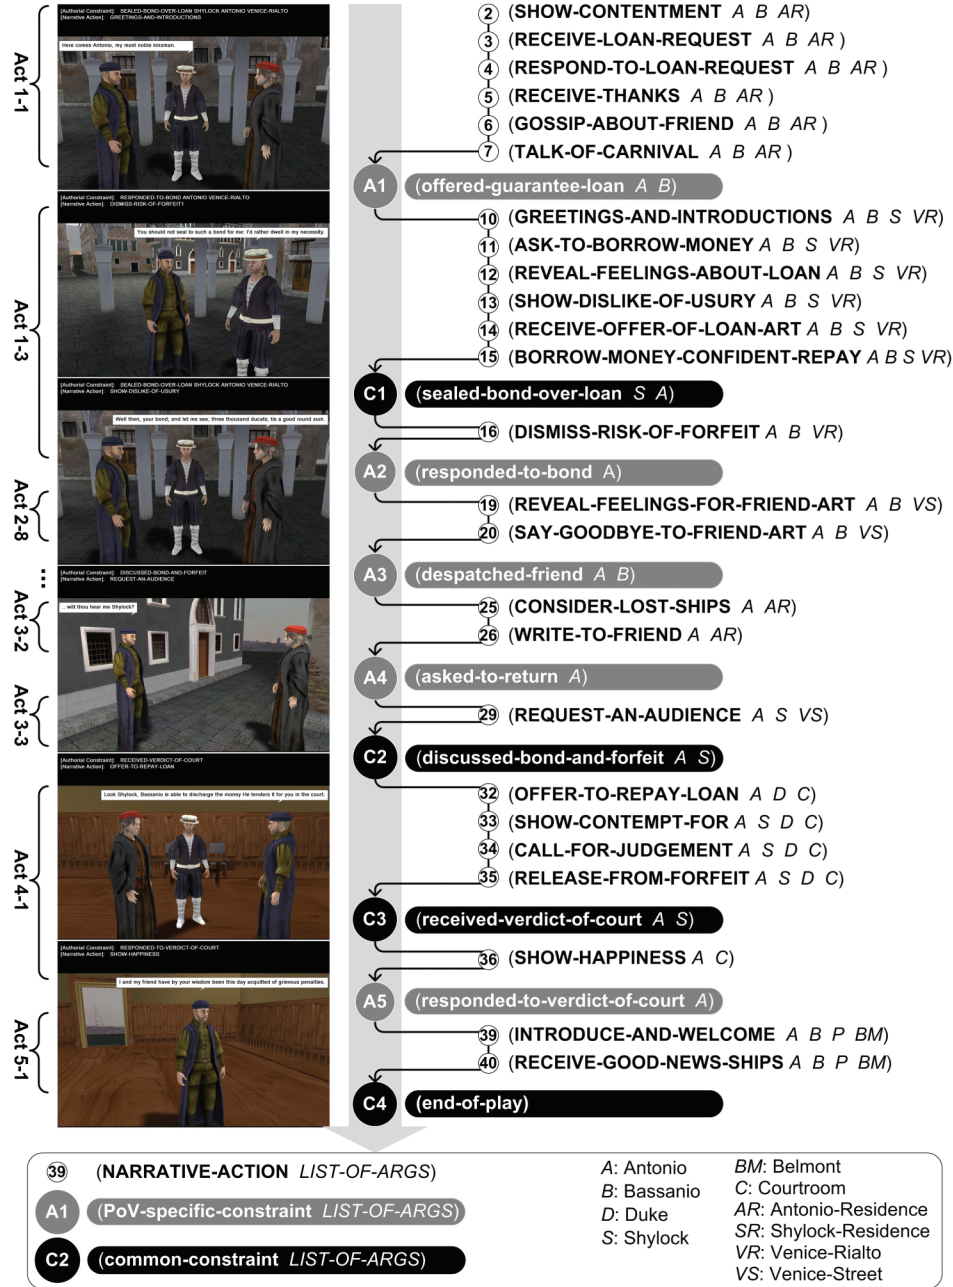 [Authorial Constraint]: SEALED-BOND-OVER-LOAN SHYLOCK ANTONIO VENICE-RIALTO
[Narrative Action]: GREETINGS-AND-INTRODUCTIONS
Here comes Antonio, my most noble kinsman.
Act 1-1
[Authorial Constraint]: RESPONDED-TO-BOND ANTONIO VENICE-RIALTO
[Narrative Action]: DISMISS-RISK-OF-FORFEIT1
You should not seal to such a bond for me: I'd rather dwell in my necessity.
Act 1-3
[Authorial Constraint]: SEALED-BOND-OVER-LOAN SHYLOCK ANTONIO VENICE-RIALTO
[Narrative Action]: SHOW-DISLIKE-OF-USURY
Well then, your bond; and let me see; three thousand ducats; tis a good round sum.
Act 2-8
...
[Authorial Constraint]: DISCUSSED-BOND-AND-FORFEIT
[Narrative Action]: REQUEST-AN-AUDIENCE
... wilt thou hear me Shylock?
Act 3-2
Act 3-3
[Authorial Constraint]: RECEIVED-VERDICT-OF-COURT
[Narrative Action]: OFFER-TO-REPAY-LOAN
Look Shylock, Bassanio is able to discharge the money He tenders it for you in the court.
Act 4-1
[Authorial Constraint]: RESPONDED-TO-VERDICT-OF-COURT
[Narrative Action]: SHOW-HAPPINESS
I and my friend have by your wisdom been this day acquitted of grievous penalties.
Act 5-1
2 (SHOW-CONTENTMENT A B AR)
3 (RECEIVE-LOAN-REQUEST A B AR )
4 (RESPOND-TO-LOAN-REQUEST A B AR )
5 (RECEIVE-THANKS A B AR )
6 (GOSSIP-ABOUT-FRIEND A B AR )
7 (TALK-OF-CARNIVAL A B AR )
A1 (offered-guarantee-loan A B)
10 (GREETINGS-AND-INTRODUCTIONS A B S VR)
11 (ASK-TO-BORROW-MONEY A B S VR)
12 (REVEAL-FEELINGS-ABOUT-LOAN A B S VR)
13 (SHOW-DISLIKE-OF-USURY A B S VR)
14 (RECEIVE-OFFER-OF-LOAN-ART A B S VR)
15 (BORROW-MONEY-CONFIDENT-REPAY A B S VR)
C1 (sealed-bond-over-loan S A)
16 (DISMISS-RISK-OF-FORFEIT A B VR)
A2 (responded-to-bond A)
19 (REVEAL-FEELINGS-FOR-FRIEND-ART A B VS)
20 (SAY-GOODBYE-TO-FRIEND-ART A B VS)
A3 (despatched-friend A B)
25 (CONSIDER-LOST-SHIPS A AR)
26 (WRITE-TO-FRIEND A AR)
A4 (asked-to-return A)
29 (REQUEST-AN-AUDIENCE A S VS)
C2 (discussed-bond-and-forfeit A S)
32 (OFFER-TO-REPAY-LOAN A D C)
33 (SHOW-CONTEMPT-FOR A S D C)
34 (CALL-FOR-JUDGEMENT A S D C)
35 (RELEASE-FROM-FORFEIT A S D C)
C3 (received-verdict-of-court A S)
36 (SHOW-HAPPINESS A C)
A5 (responded-to-verdict-of-court A)
39 (INTRODUCE-AND-WELCOME A B P BM)
40 (RECEIVE-GOOD-NEWS-SHIPS A B P BM)
C4 (end-of-play)
39 (NARRATIVE-ACTION LIST-OF-ARGS)
A1 (PoV-specific-constraint LIST-OF-ARGS)
C2 (common-constraint LIST-OF-ARGS)
A: Antonio
B: Bassanio
D: Duke
S: Shylock
BM: Belmont
C: Courtroom
AR: Antonio-Residence
SR: Shylock-Residence
VR: Venice-Rialto
VS: Venice-Street